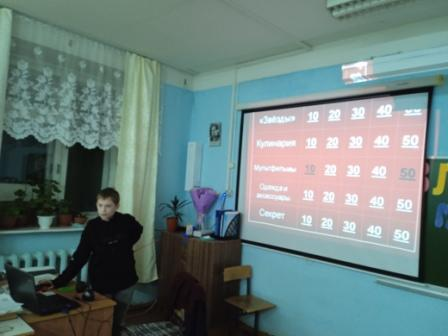 «Звёзды» 10 20 30 40 50
Кулинария 10 20 30 40 50
Мультфильмы 10 20 30 40 50
Одежда и
аксессуары 10 20 30 40 50
Секрет 10 20 30 40 50